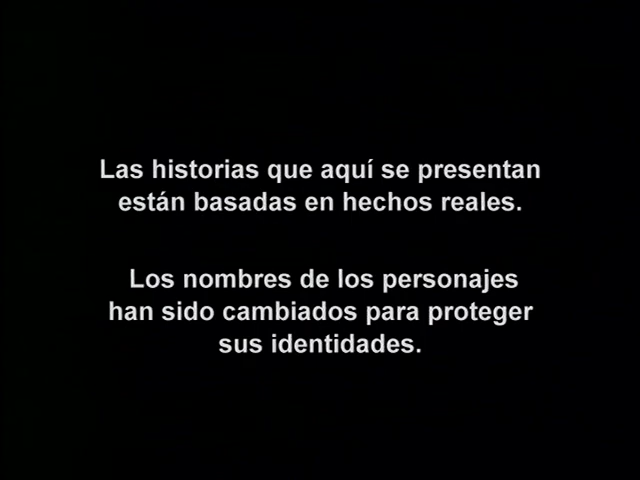 Las historias que aquí se presentan
están basadas en hechos reales.
Los nombres de los personajes
han sido cambiados para proteger
sus identidades.